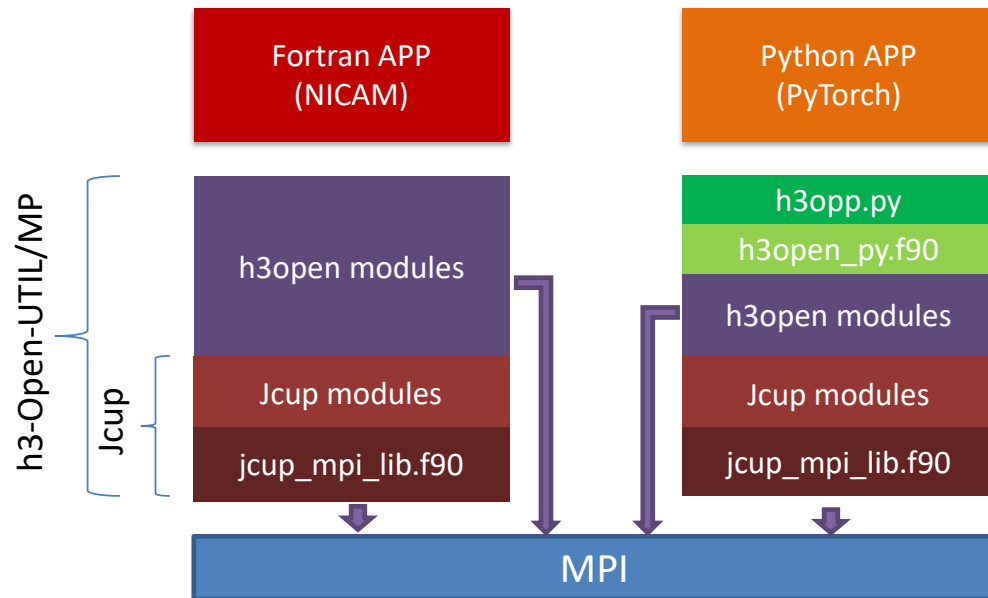 Fortran APP
(NICAM)
Python APP
(PyTorch)
h3-Open-UTIL/MP
Jcup
h3open modules
Jcup modules
jcup_mpi_lib.f90
h3opp.py
h3open_py.f90
h3open modules
Jcup modules
jcup_mpi_lib.f90
MPI